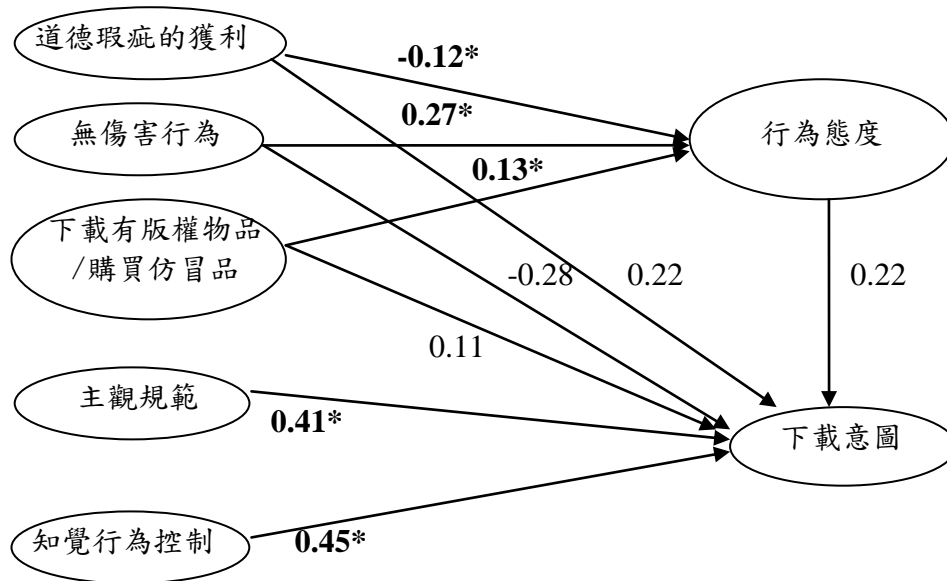 道德瑕疵的獲利
-0.12*
0.27*
無傷害行為
行為態度
0.13*
下載有版權物品
/購買仿冒品
-0.28
0.22
0.22
0.11
主觀規範
0.41*
下載意圖
知覺行為控制
0.45*